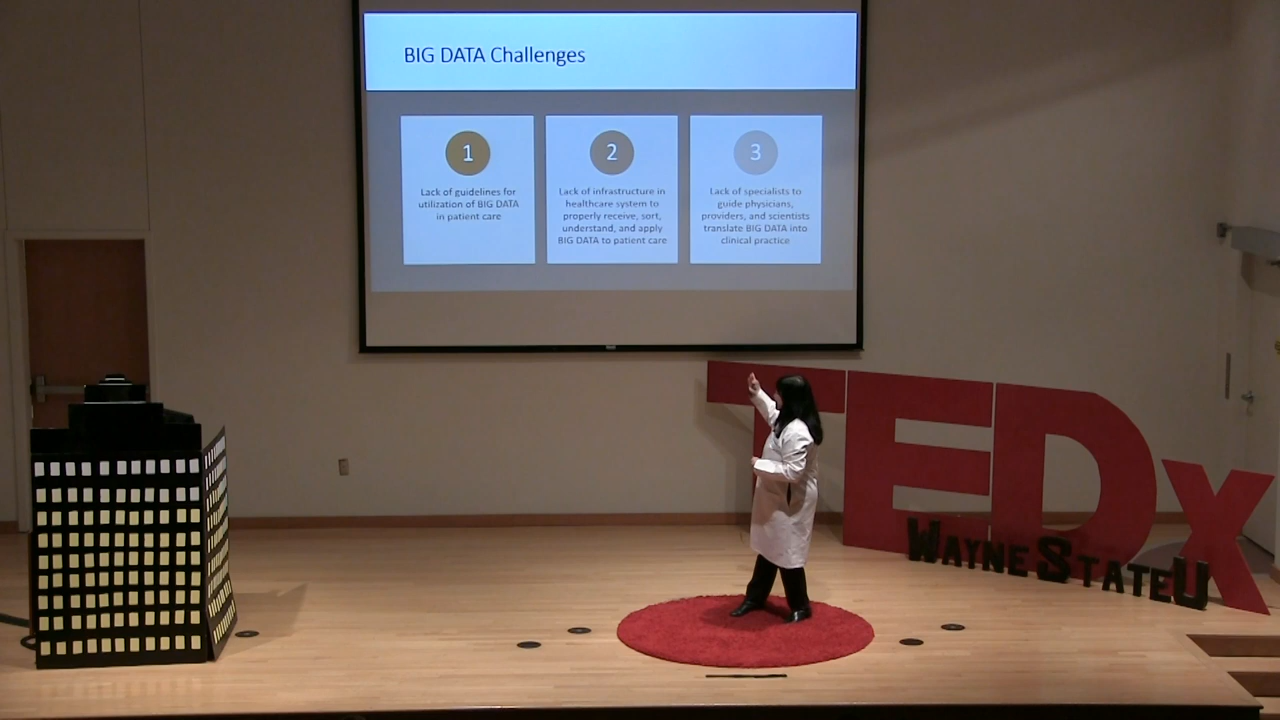 BIG DATA Challenges
1
Lack of guidelines for
utilization of BIG DATA
in patient care
2
Lack of infrastructure in
healthcare system to
properly receive, sort,
understand, and apply
BIG DATA to patient care
3
Lack of specialists to
guide physicians,
providers, and scientists
translate BIG DATA into
clinical practice
TEDx
WAYNE STATE U